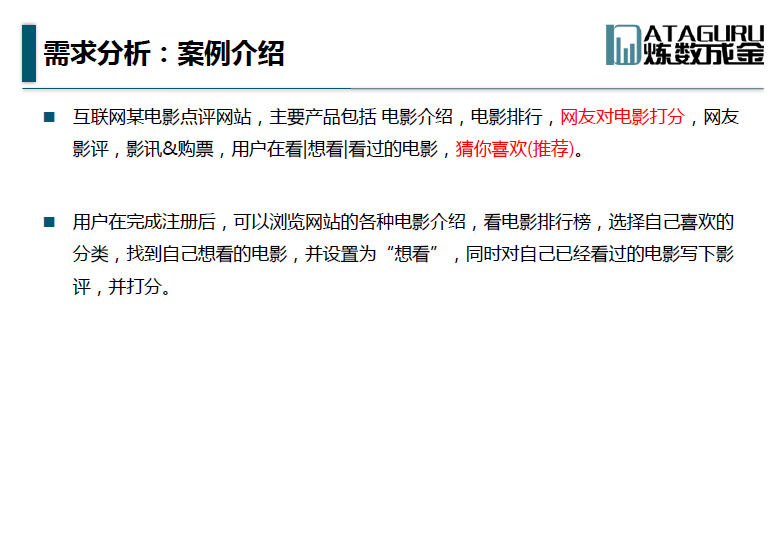 需求分析：案例介绍
DATAGURU
炼数成金
互联网某电影点评网站，主要产品包括 电影介绍，电影排行，网友对电影打分，网友
影评，影讯&购票，用户在看|想看|看过的电影，猜你喜欢(推荐)。
用户在完成注册后，可以浏览网站的各种电影介绍，看电影排行榜，选择自己喜欢的
分类，找到自己想看的电影，并设置为“想看”，同时对自己已经看过的电影写下影
评，并打分。